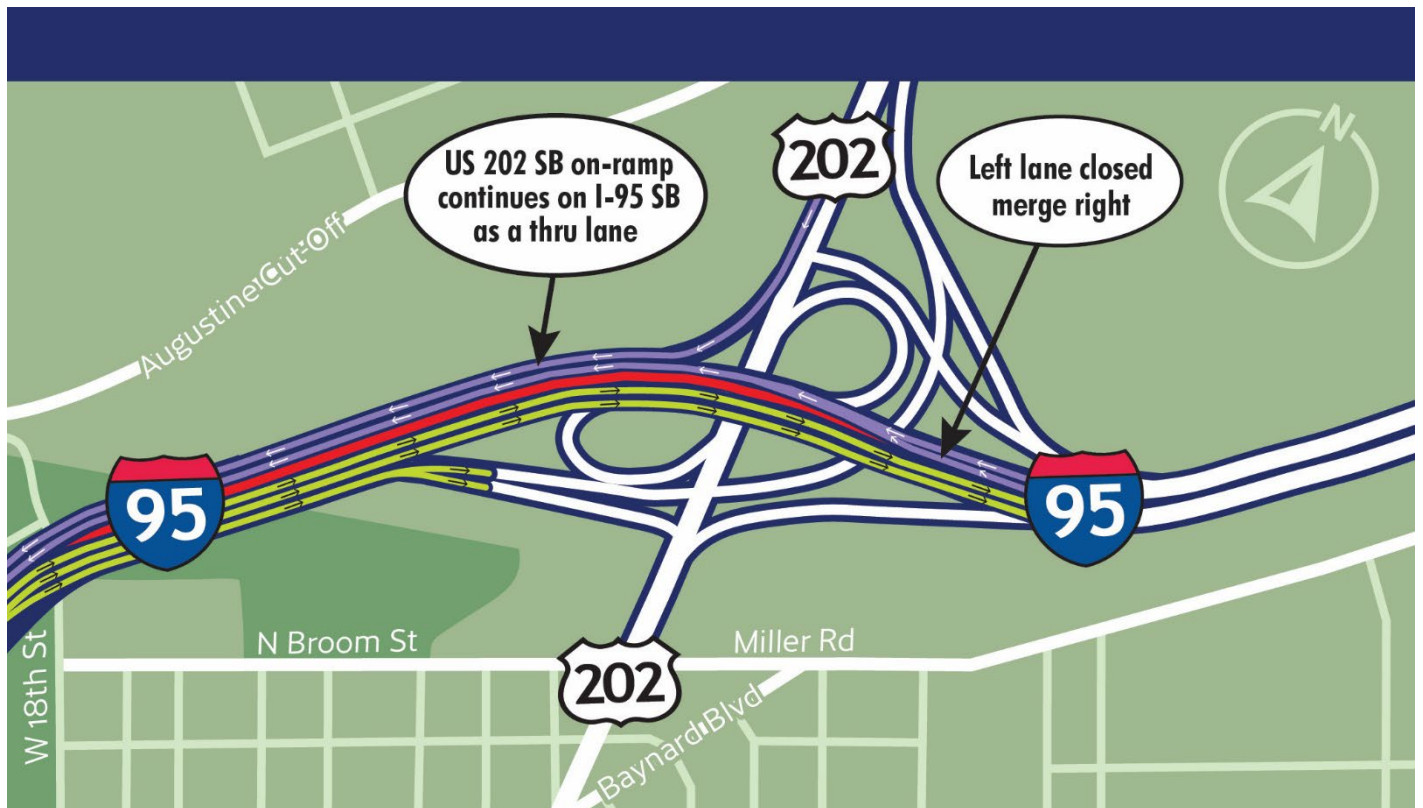 N
202
US 202 SB on-ramp
continues on I-95 SB
as a thru lane
Left lane closed
merge right
Augustine Cut-Off
95
95
N Broom St
Miller Rd
202
W 18th St
Baynard Blvd